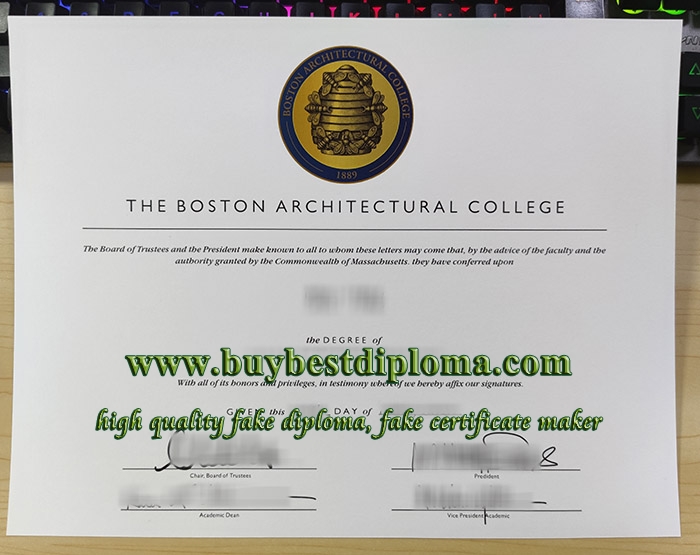 BOSTON ARCHITECTURAL COLLEGE
1889
THE BOSTON ARCHITECTURAL COLLEGE
The Board of Trustees and the President make known to all to whom these letters may come that, by the advice of the faculty and the
authority granted by the Commonwealth of Massachusetts. they have conferred upon
the DEGREE of
www.buybestdiploma.com
With all of its honors and privileges, in testimony whereof we hereby affix our signatures.
GIVEN this DAY of
high quality fake diploma, fake certificate maker
Chair, Board of Trustees
President
Academic Dean
Vice President Academic